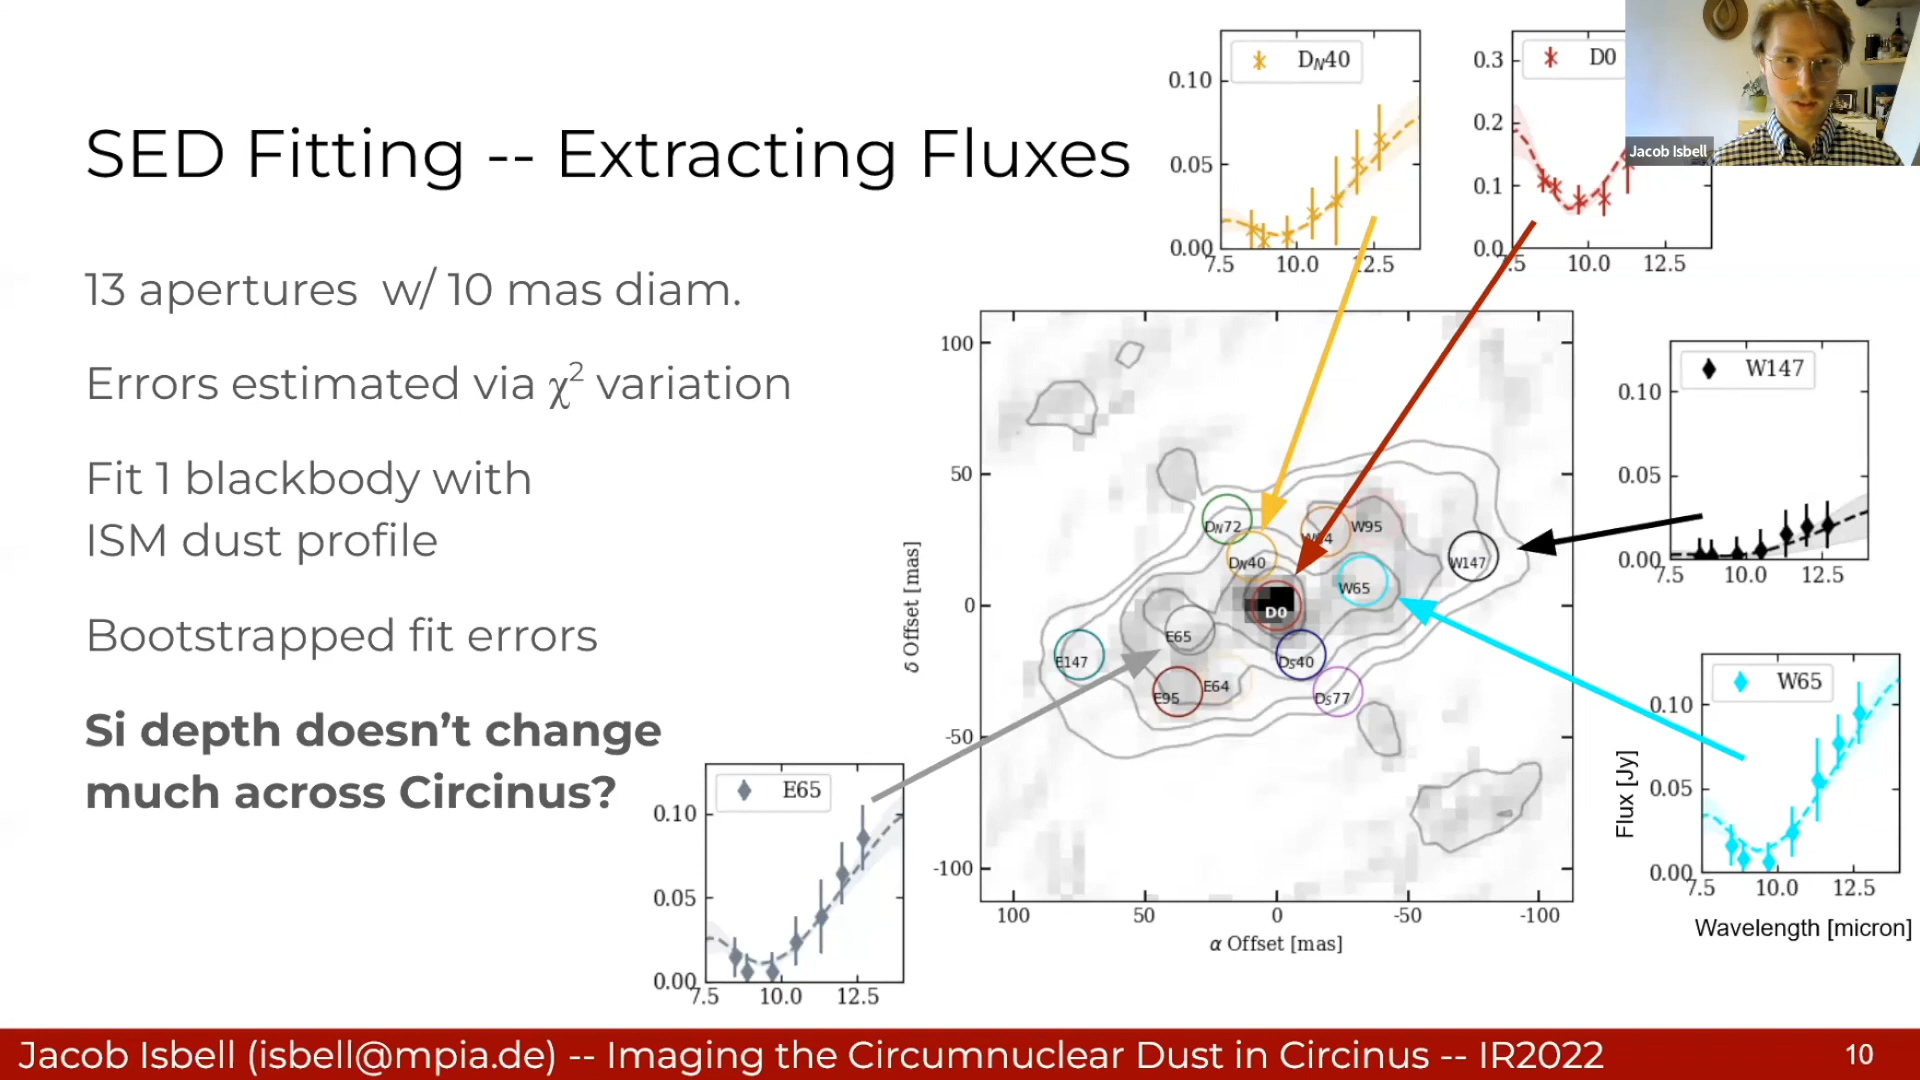 SED Fitting -- Extracting Fluxes
13 apertures w/ 10 mas diam.
Errors estimated via χ² variation
Fit 1 blackbody with
ISM dust profile
Bootstrapped fit errors
Si depth doesn't change
much across Circinus?
DN40
0.10
0.05
0.00
7.5 10.0 12.5
D0
0.3
0.2
0.1
0.0
7.5 10.0 12.5
Jacob Isbell
100
50
0
-50
-100
δ Offset [mas]
DN72
W95
DN40
W147
W65
D0
E65
E147
DS40
E64
E95
DS77
100 50 0 -50 -100
α Offset [mas]
W147
0.10
0.05
0.00
7.5 10.0 12.5
W65
0.10
0.05
0.00
Flux [Jy]
7.5 10.0 12.5
Wavelength [micron]
E65
0.10
0.05
0.00
7.5 10.0 12.5
Jacob Isbell (isbell@mpia.de) -- Imaging the Circumnuclear Dust in Circinus -- IR2022
10